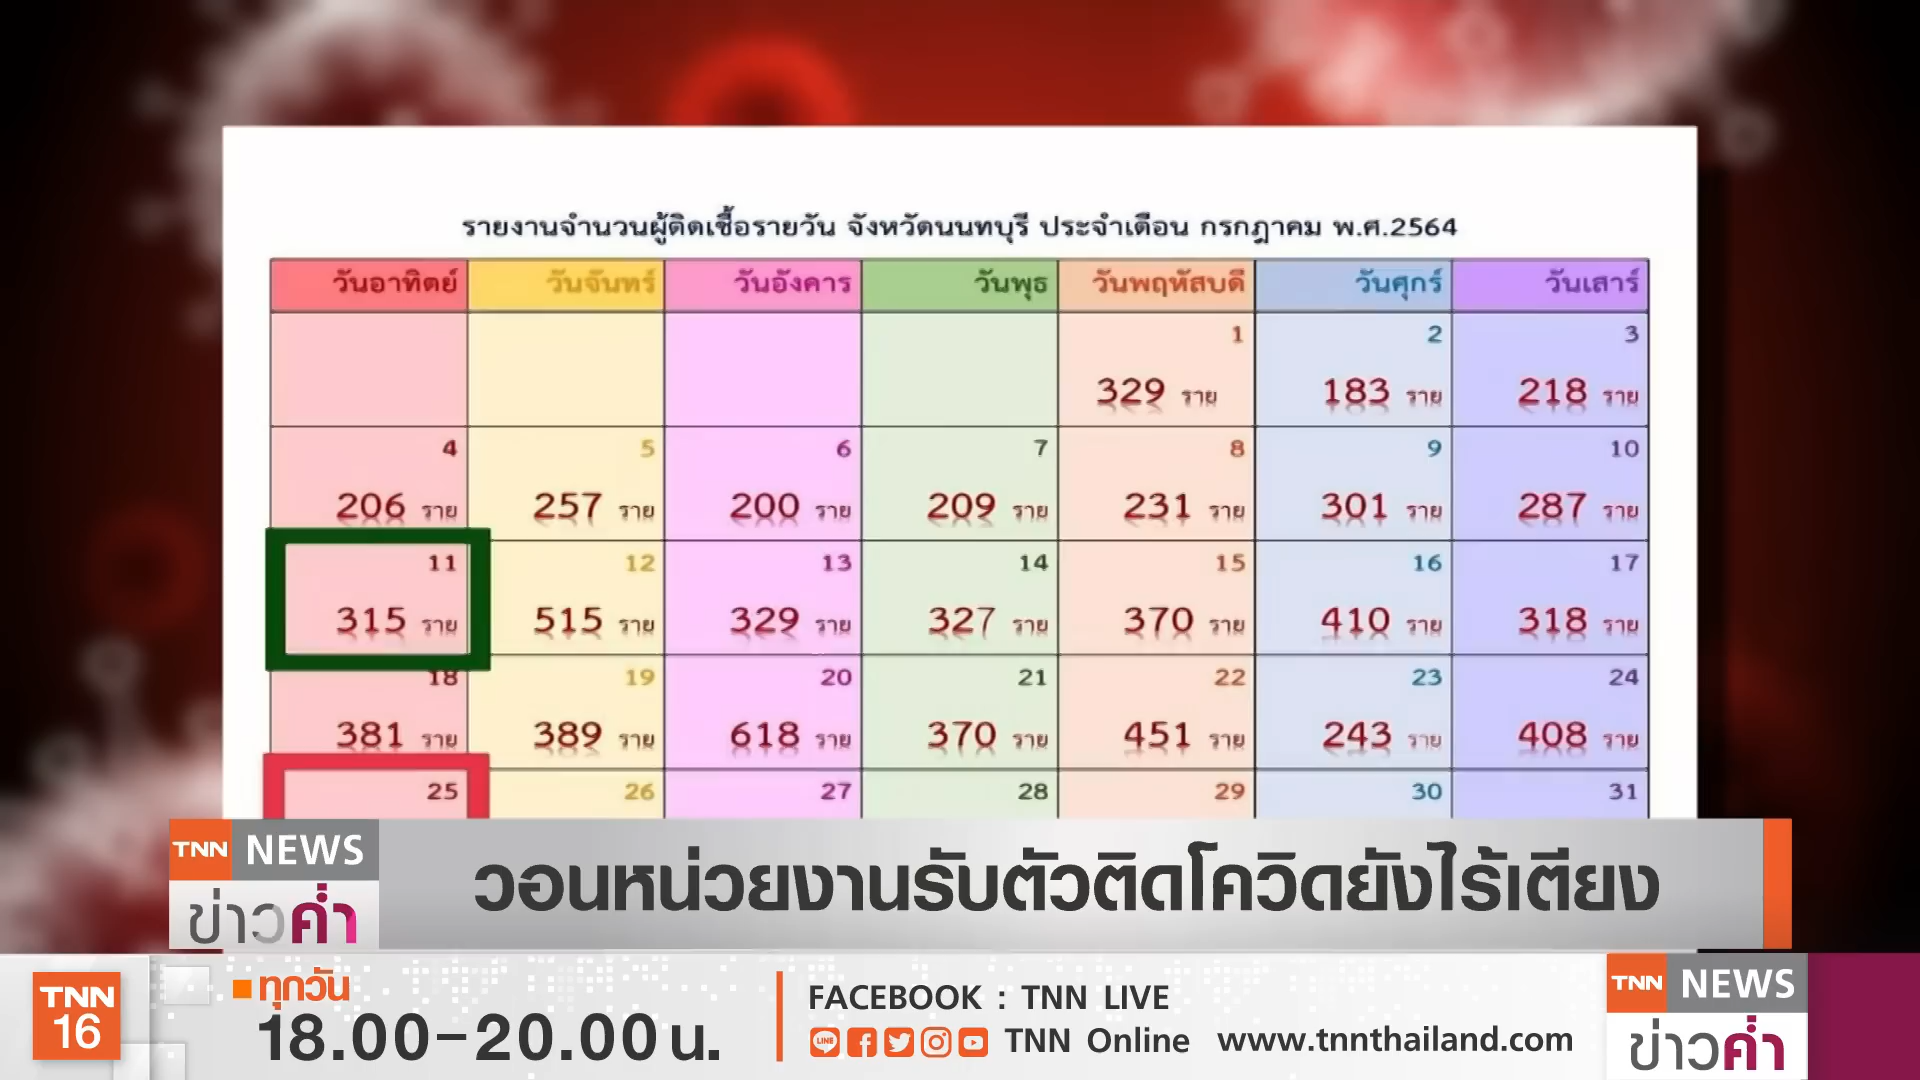 รายงานจำนวนผู้ติดเชื้อรายวัน จังหวัดนนทบุรี ประจำเดือน กรกฎาคม พ.ศ.2564
วันอาทิตย์ วันจันทร์ วันอังคาร วันพุธ วันพฤหัสบดี วันศุกร์ วันเสาร์
1 2 3
329 ราย 183 ราย 218 ราย
4 5 6 7 8 9 10
206 ราย 257 ราย 200 ราย 209 ราย 231 ราย 301 ราย 287 ราย
11 12 13 14 15 16 17
315 ราย 515 ราย 329 ราย 327 ราย 370 ราย 410 ราย 318 ราย
18 19 20 21 22 23 24
381 ราย 389 ราย 618 ราย 370 ราย 451 ราย 243 ราย 408 ราย
25 26 27 28 29 30 31
TNN NEWS
ข่าวค่ำ
วอนหน่วยงานรับตัวติดโควิดยังไร้เตียง
TNN
16
ทุกวัน
18.00-20.00 น.
FACEBOOK : TNN LIVE
LINE TNN Online www.tnnthailand.com
TNN NEWS
ข่าวค่ำ